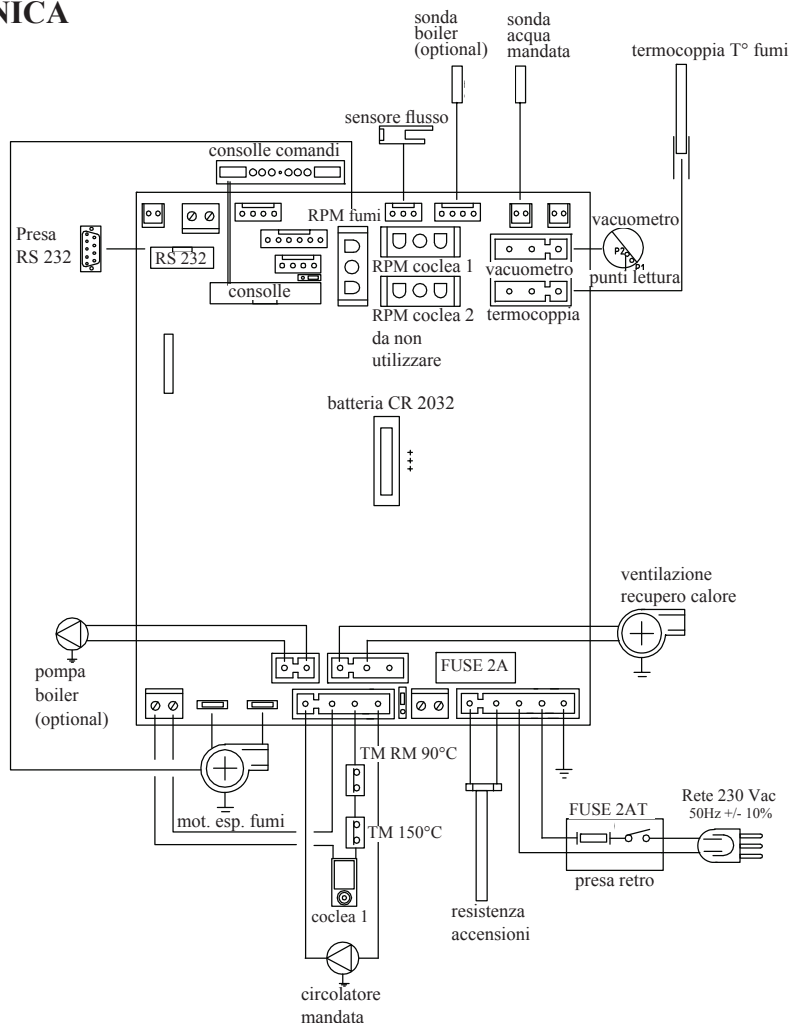 NICA
sonda
boiler
(optional)
sonda
acqua
mandata
termocoppia T° fumi
sensore flusso
consolle comandi
Presa
RS 232
RS 232
consolle
RPM fumi
RPM coclea 1
RPM coclea 2
da non
utilizzare
vacuometro
termocoppia
vacuometro
P2
P1
punti lettura
batteria CR 2032
+++
ventilazione
recupero calore
pompa
boiler
(optional)
FUSE 2A
mot. esp. fumi
TM RM 90°C
TM 150°C
coclea 1
circolatore
mandata
resistenza
accensioni
FUSE 2AT
presa retro
Rete 230 Vac
50Hz +/- 10%